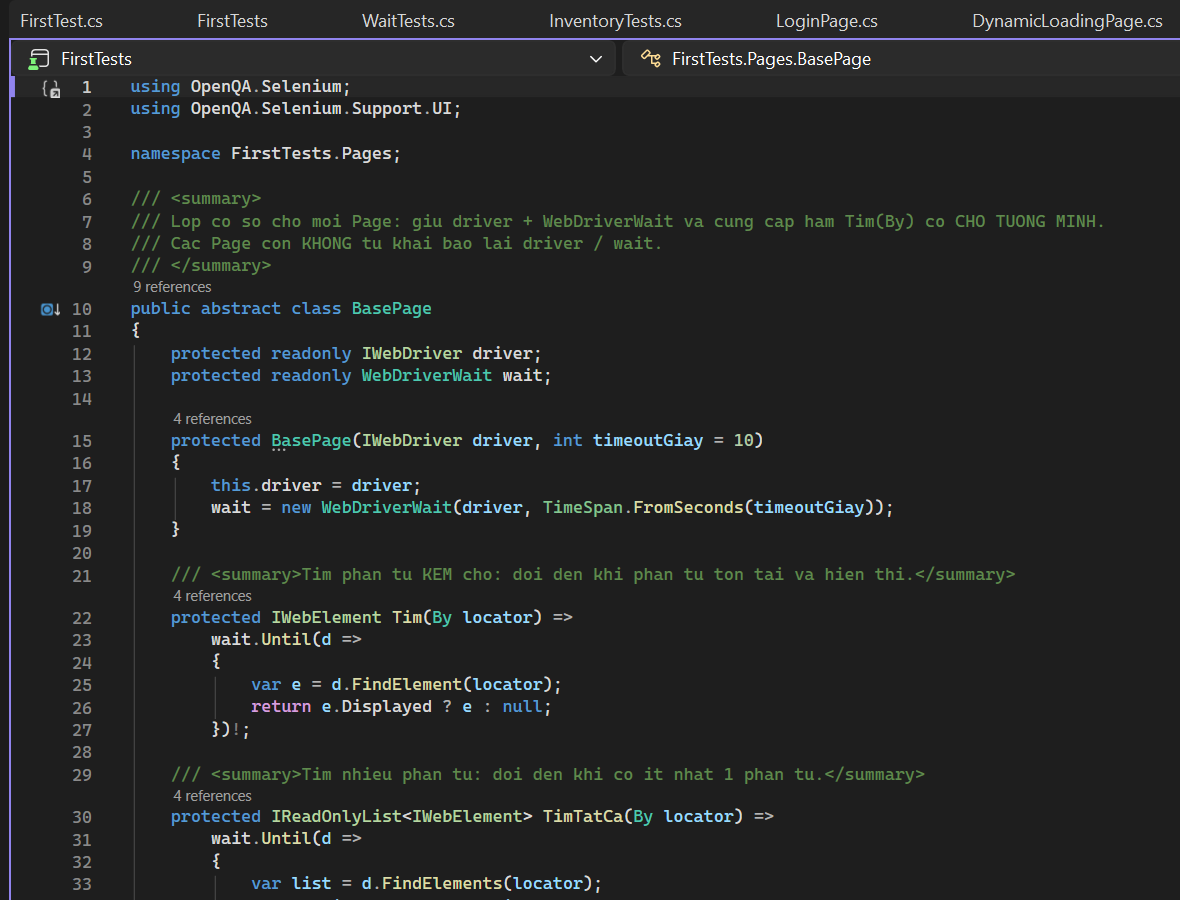 FirstTest.cs FirstTests WaitTests.cs InventoryTests.cs LoginPage.cs DynamicLoadingPage.cs
FirstTests FirstTests.Pages.BasePage
1 using OpenQA.Selenium;
2 using OpenQA.Selenium.Support.UI;
3
4 namespace FirstTests.Pages;
5
6 /// <summary>
7 /// Lop co so cho moi Page: giu driver + WebDriverWait va cung cap ham Tim(By) co CHO TUONG MINH.
8 /// Cac Page con KHONG tu khai bao lai driver / wait.
9 /// </summary>
9 references
10 public abstract class BasePage
11 {
12 protected readonly IWebDriver driver;
13 protected readonly WebDriverWait wait;
14
4 references
15 protected BasePage(IWebDriver driver, int timeoutGiay = 10)
16 {
17 this.driver = driver;
18 wait = new WebDriverWait(driver, TimeSpan.FromSeconds(timeoutGiay));
19 }
20
21 /// <summary>Tim phan tu KEM cho: doi den khi phan tu ton tai va hien thi.</summary>
4 references
22 protected IWebElement Tim(By locator) =>
23 wait.Until(d =>
24 {
25 var e = d.FindElement(locator);
26 return e.Displayed ? e : null;
27 })!;
28
29 /// <summary>Tim nhieu phan tu: doi den khi co it nhat 1 phan tu.</summary>
4 references
30 protected IReadOnlyList<IWebElement> TimTatCa(By locator) =>
31 wait.Until(d =>
32 {
33 var list = d.FindElements(locator);